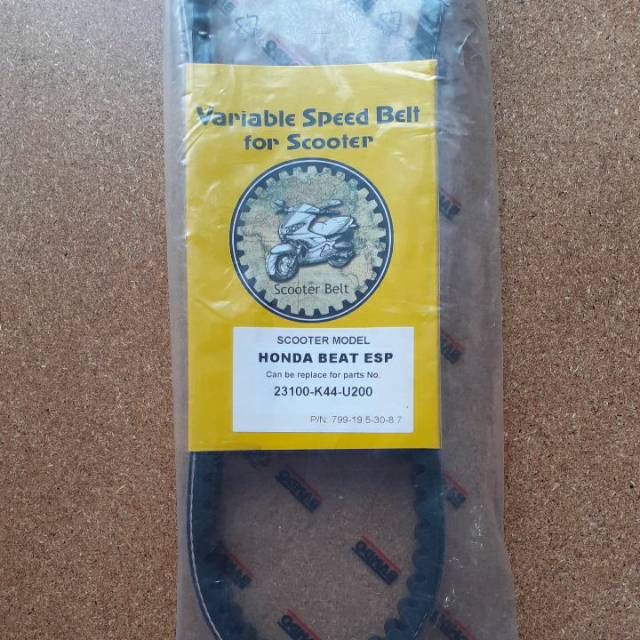 Variable Speed Belt
for Scooter
Scooter Belt
SCOOTER MODEL
HONDA BEAT ESP
Can be replace for parts No.
23100-K44-U200
P/N: 799-19.5-30-8.7